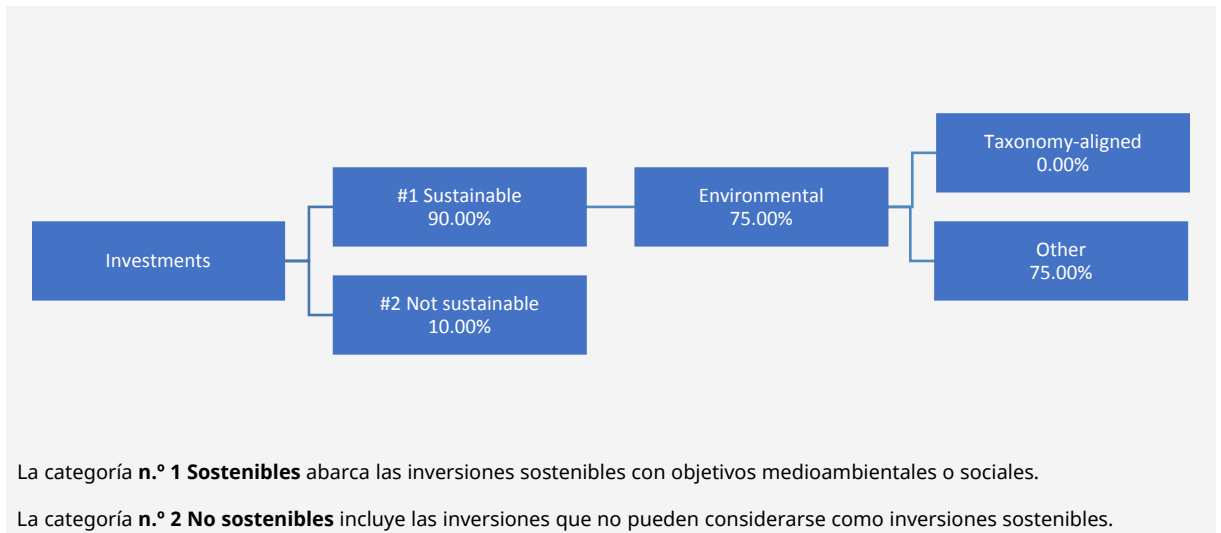 Investments
#1 Sustainable
90.00%
#2 Not sustainable
10.00%
Environmental
75.00%
Taxonomy-aligned
0.00%
Other
75.00%
La categoría n.º 1 Sostenibles abarca las inversiones sostenibles con objetivos medioambientales o sociales.
La categoría n.º 2 No sostenibles incluye las inversiones que no pueden considerarse como inversiones sostenibles.